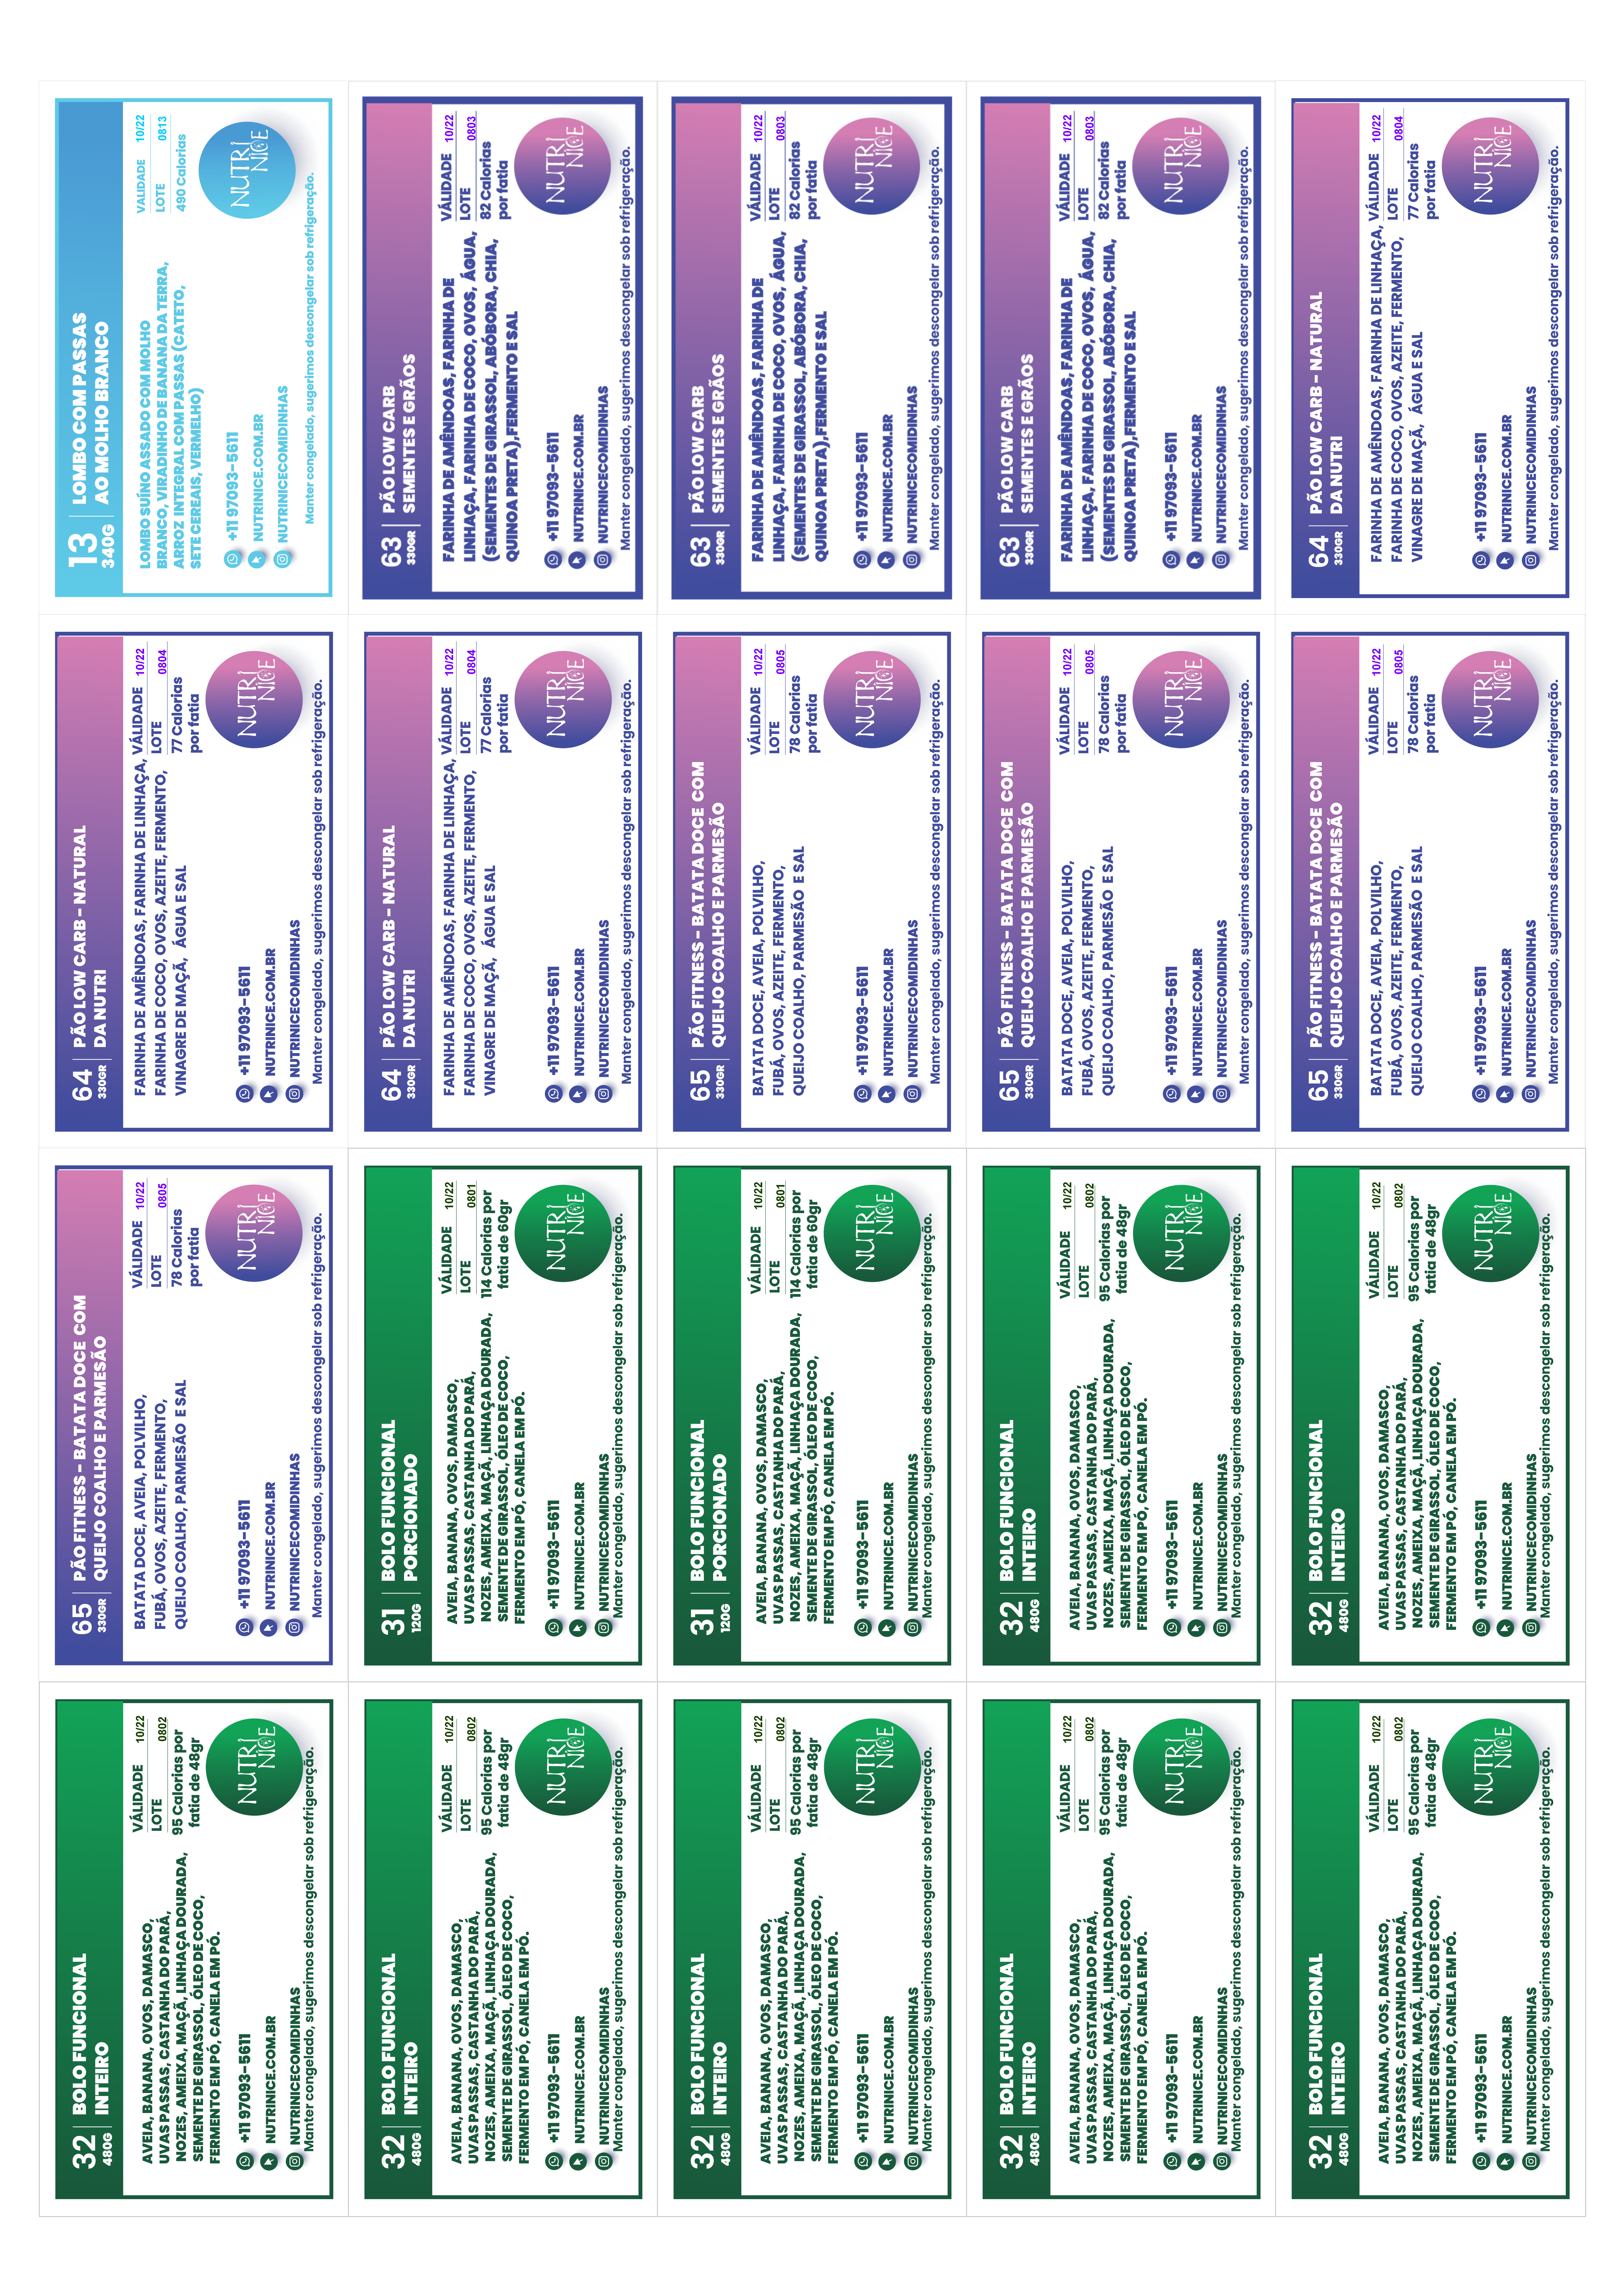 13
340G
LOMBO COM PASSAS
AO MOLHO BRANCO
LOMBO SUÍNO ASSADO COM MOLHO
BRANCO, VIRADINHO DE BANANA DA TERRA,
ARROZ INTEGRAL COM PASSAS (CATETO,
SETE CEREAIS, VERMELHO)
VALIDADE 10/22
LOTE 0813
490 Calorias
+11 97093-5611
NUTRINICE.COM.BR
NUTRINICECOMIDINHAS
NUTRI
NICE
Manter congelado, sugerimos descongelar sob refrigeração.
63
330GR
PÃO LOW CARB
SEMENTES E GRÃOS
FARINHA DE AMÊNDOAS, FARINHA DE
LINHAÇA, FARINHA DE COCO, OVOS, ÁGUA,
(SEMENTES DE GIRASSOL, ABÓBORA, CHIA,
QUINOA PRETA),FERMENTO E SAL
VÁLIDADE 10/22
LOTE 0803
82 Calorias
por fatia
+11 97093-5611
NUTRINICE.COM.BR
NUTRINICECOMIDINHAS
NUTRI
NICE
Manter congelado, sugerimos descongelar sob refrigeração.
63
330GR
PÃO LOW CARB
SEMENTES E GRÃOS
FARINHA DE AMÊNDOAS, FARINHA DE
LINHAÇA, FARINHA DE COCO, OVOS, ÁGUA,
(SEMENTES DE GIRASSOL, ABÓBORA, CHIA,
QUINOA PRETA),FERMENTO E SAL
VÁLIDADE 10/22
LOTE 0803
82 Calorias
por fatia
+11 97093-5611
NUTRINICE.COM.BR
NUTRINICECOMIDINHAS
NUTRI
NICE
Manter congelado, sugerimos descongelar sob refrigeração.
63
330GR
PÃO LOW CARB
SEMENTES E GRÃOS
FARINHA DE AMÊNDOAS, FARINHA DE
LINHAÇA, FARINHA DE COCO, OVOS, ÁGUA,
(SEMENTES DE GIRASSOL, ABÓBORA, CHIA,
QUINOA PRETA),FERMENTO E SAL
VÁLIDADE 10/22
LOTE 0803
82 Calorias
por fatia
+11 97093-5611
NUTRINICE.COM.BR
NUTRINICECOMIDINHAS
NUTRI
NICE
Manter congelado, sugerimos descongelar sob refrigeração.
64
330GR
PÃO LOW CARB - NATURAL
DA NUTRI
FARINHA DE AMÊNDOAS, FARINHA DE LINHAÇA,
FARINHA DE COCO, OVOS, AZEITE, FERMENTO,
VINAGRE DE MAÇÃ, ÁGUA E SAL
VÁLIDADE 10/22
LOTE 0804
77 Calorias
por fatia
+11 97093-5611
NUTRINICE.COM.BR
NUTRINICECOMIDINHAS
NUTRI
NICE
Manter congelado, sugerimos descongelar sob refrigeração.
64
330GR
PÃO LOW CARB - NATURAL
DA NUTRI
FARINHA DE AMÊNDOAS, FARINHA DE LINHAÇA,
FARINHA DE COCO, OVOS, AZEITE, FERMENTO,
VINAGRE DE MAÇÃ, ÁGUA E SAL
VÁLIDADE 10/22
LOTE 0804
77 Calorias
por fatia
+11 97093-5611
NUTRINICE.COM.BR
NUTRINICECOMIDINHAS
NUTRI
NICE
Manter congelado, sugerimos descongelar sob refrigeração.
64
330GR
PÃO LOW CARB - NATURAL
DA NUTRI
FARINHA DE AMÊNDOAS, FARINHA DE LINHAÇA,
FARINHA DE COCO, OVOS, AZEITE, FERMENTO,
VINAGRE DE MAÇÃ, ÁGUA E SAL
VÁLIDADE 10/22
LOTE 0804
77 Calorias
por fatia
+11 97093-5611
NUTRINICE.COM.BR
NUTRINICECOMIDINHAS
NUTRI
NICE
Manter congelado, sugerimos descongelar sob refrigeração.
65
330GR
PÃO FITNESS - BATATA DOCE COM
QUEIJO COALHO E PARMESÃO
BATATA DOCE, AVEIA, POLVILHO,
FUBÁ, OVOS, AZEITE, FERMENTO,
QUEIJO COALHO, PARMESÃO E SAL
VÁLIDADE 10/22
LOTE 0805
78 Calorias
por fatia
+11 97093-5611
NUTRINICE.COM.BR
NUTRINICECOMIDINHAS
NUTRI
NICE
Manter congelado, sugerimos descongelar sob refrigeração.
65
330GR
PÃO FITNESS - BATATA DOCE COM
QUEIJO COALHO E PARMESÃO
BATATA DOCE, AVEIA, POLVILHO,
FUBÁ, OVOS, AZEITE, FERMENTO,
QUEIJO COALHO, PARMESÃO E SAL
VÁLIDADE 10/22
LOTE 0805
78 Calorias
por fatia
+11 97093-5611
NUTRINICE.COM.BR
NUTRINICECOMIDINHAS
NUTRI
NICE
Manter congelado, sugerimos descongelar sob refrigeração.
65
330GR
PÃO FITNESS - BATATA DOCE COM
QUEIJO COALHO E PARMESÃO
BATATA DOCE, AVEIA, POLVILHO,
FUBÁ, OVOS, AZEITE, FERMENTO,
QUEIJO COALHO, PARMESÃO E SAL
VÁLIDADE 10/22
LOTE 0805
78 Calorias
por fatia
+11 97093-5611
NUTRINICE.COM.BR
NUTRINICECOMIDINHAS
NUTRI
NICE
Manter congelado, sugerimos descongelar sob refrigeração.
65
330GR
PÃO FITNESS - BATATA DOCE COM
QUEIJO COALHO E PARMESÃO
BATATA DOCE, AVEIA, POLVILHO,
FUBÁ, OVOS, AZEITE, FERMENTO,
QUEIJO COALHO, PARMESÃO E SAL
VÁLIDADE 10/22
LOTE 0805
78 Calorias
por fatia
+11 97093-5611
NUTRINICE.COM.BR
NUTRINICECOMIDINHAS
NUTRI
NICE
Manter congelado, sugerimos descongelar sob refrigeração.
31
120G
BOLO FUNCIONAL
PORCIONADO
AVEIA, BANANA, OVOS, DAMASCO,
UVAS PASSAS, CASTANHA DO PARÁ,
NOZES, AMEIXA, MAÇÃ, LINHAÇA DOURADA,
SEMENTE DE GIRASSOL, ÓLEO DE COCO,
FERMENTO EM PÓ, CANELA EM PÓ.
VÁLIDADE 10/22
LOTE 0801
114 Calorias por
fatia de 60gr
+11 97093-5611
NUTRINICE.COM.BR
NUTRINICECOMIDINHAS
NUTRI
NICE
Manter congelado, sugerimos descongelar sob refrigeração.
31
120G
BOLO FUNCIONAL
PORCIONADO
AVEIA, BANANA, OVOS, DAMASCO,
UVAS PASSAS, CASTANHA DO PARÁ,
NOZES, AMEIXA, MAÇÃ, LINHAÇA DOURADA,
SEMENTE DE GIRASSOL, ÓLEO DE COCO,
FERMENTO EM PÓ, CANELA EM PÓ.
VÁLIDADE 10/22
LOTE 0801
114 Calorias por
fatia de 60gr
+11 97093-5611
NUTRINICE.COM.BR
NUTRINICECOMIDINHAS
NUTRI
NICE
Manter congelado, sugerimos descongelar sob refrigeração.
32
480G
BOLO FUNCIONAL
INTEIRO
AVEIA, BANANA, OVOS, DAMASCO,
UVAS PASSAS, CASTANHA DO PARÁ,
NOZES, AMEIXA, MAÇÃ, LINHAÇA DOURADA,
SEMENTE DE GIRASSOL, ÓLEO DE COCO,
FERMENTO EM PÓ, CANELA EM PÓ.
VÁLIDADE 10/22
LOTE 0802
95 Calorias por
fatia de 48gr
+11 97093-5611
NUTRINICE.COM.BR
NUTRINICECOMIDINHAS
NUTRI
NICE
Manter congelado, sugerimos descongelar sob refrigeração.
32
480G
BOLO FUNCIONAL
INTEIRO
AVEIA, BANANA, OVOS, DAMASCO,
UVAS PASSAS, CASTANHA DO PARÁ,
NOZES, AMEIXA, MAÇÃ, LINHAÇA DOURADA,
SEMENTE DE GIRASSOL, ÓLEO DE COCO,
FERMENTO EM PÓ, CANELA EM PÓ.
VÁLIDADE 10/22
LOTE 0802
95 Calorias por
fatia de 48gr
+11 97093-5611
NUTRINICE.COM.BR
NUTRINICECOMIDINHAS
NUTRI
NICE
Manter congelado, sugerimos descongelar sob refrigeração.
32
480G
BOLO FUNCIONAL
INTEIRO
AVEIA, BANANA, OVOS, DAMASCO,
UVAS PASSAS, CASTANHA DO PARÁ,
NOZES, AMEIXA, MAÇÃ, LINHAÇA DOURADA,
SEMENTE DE GIRASSOL, ÓLEO DE COCO,
FERMENTO EM PÓ, CANELA EM PÓ.
VÁLIDADE 10/22
LOTE 0802
95 Calorias por
fatia de 48gr
+11 97093-5611
NUTRINICE.COM.BR
NUTRINICECOMIDINHAS
NUTRI
NICE
Manter congelado, sugerimos descongelar sob refrigeração.
32
480G
BOLO FUNCIONAL
INTEIRO
AVEIA, BANANA, OVOS, DAMASCO,
UVAS PASSAS, CASTANHA DO PARÁ,
NOZES, AMEIXA, MAÇÃ, LINHAÇA DOURADA,
SEMENTE DE GIRASSOL, ÓLEO DE COCO,
FERMENTO EM PÓ, CANELA EM PÓ.
VÁLIDADE 10/22
LOTE 0802
95 Calorias por
fatia de 48gr
+11 97093-5611
NUTRINICE.COM.BR
NUTRINICECOMIDINHAS
NUTRI
NICE
Manter congelado, sugerimos descongelar sob refrigeração.
32
480G
BOLO FUNCIONAL
INTEIRO
AVEIA, BANANA, OVOS, DAMASCO,
UVAS PASSAS, CASTANHA DO PARÁ,
NOZES, AMEIXA, MAÇÃ, LINHAÇA DOURADA,
SEMENTE DE GIRASSOL, ÓLEO DE COCO,
FERMENTO EM PÓ, CANELA EM PÓ.
VÁLIDADE 10/22
LOTE 0802
95 Calorias por
fatia de 48gr
+11 97093-5611
NUTRINICE.COM.BR
NUTRINICECOMIDINHAS
NUTRI
NICE
Manter congelado, sugerimos descongelar sob refrigeração.
32
480G
BOLO FUNCIONAL
INTEIRO
AVEIA, BANANA, OVOS, DAMASCO,
UVAS PASSAS, CASTANHA DO PARÁ,
NOZES, AMEIXA, MAÇÃ, LINHAÇA DOURADA,
SEMENTE DE GIRASSOL, ÓLEO DE COCO,
FERMENTO EM PÓ, CANELA EM PÓ.
VÁLIDADE 10/22
LOTE 0802
95 Calorias por
fatia de 48gr
+11 97093-5611
NUTRINICE.COM.BR
NUTRINICECOMIDINHAS
NUTRI
NICE
Manter congelado, sugerimos descongelar sob refrigeração.
32
480G
BOLO FUNCIONAL
INTEIRO
AVEIA, BANANA, OVOS, DAMASCO,
UVAS PASSAS, CASTANHA DO PARÁ,
NOZES, AMEIXA, MAÇÃ, LINHAÇA DOURADA,
SEMENTE DE GIRASSOL, ÓLEO DE COCO,
FERMENTO EM PÓ, CANELA EM PÓ.
VÁLIDADE 10/22
LOTE 0802
95 Calorias por
fatia de 48gr
+11 97093-5611
NUTRINICE.COM.BR
NUTRINICECOMIDINHAS
NUTRI
NICE
Manter congelado, sugerimos descongelar sob refrigeração.